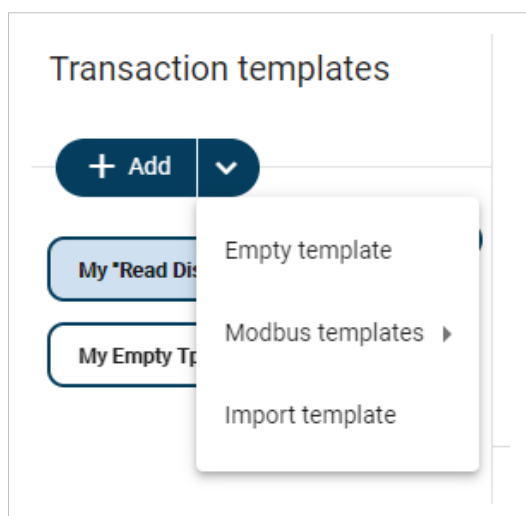 Transaction templates
+ Add
Empty template
My "Read Dis
Modbus templates
My Empty Tp
Import template